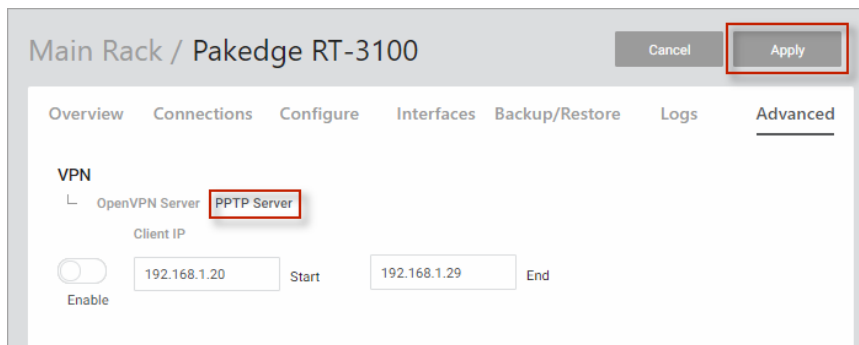 Main Rack / Pakedge RT-3100 Cancel Apply
Overview Connections Configure Interfaces Backup/Restore Logs Advanced
VPN
OpenVPN Server PPTP Server
Client IP
192.168.1.20 Start 192.168.1.29 End
Enable